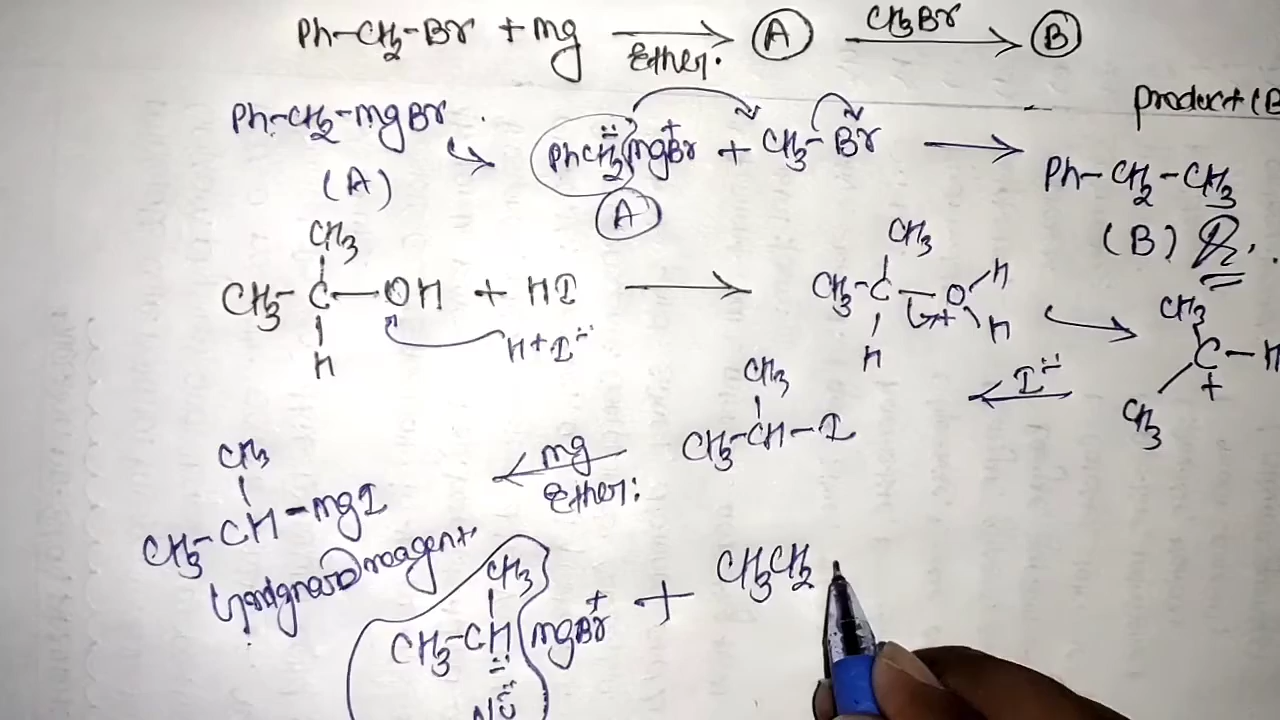 Ph-CH2-Br + mg → Ether. (A) CH3Br → (B)
Ph-CH2-mgBr.
(A)
PhCH2 mgBr + CH3-Br →
(A)
product (B
Ph-CH2-CH3
(B)
CH3
CH3-C-OH + HI →
H
H+I-
CH3
CH3-C-O+
H
H
H
CH3
C-H
+
CH3
I-
CH3
CH3-CH-I
mg
Ether:
CH3
CH3-CH-mgI
reagent
CH3
CH3-CH mgBr + CH3CH2
Nu